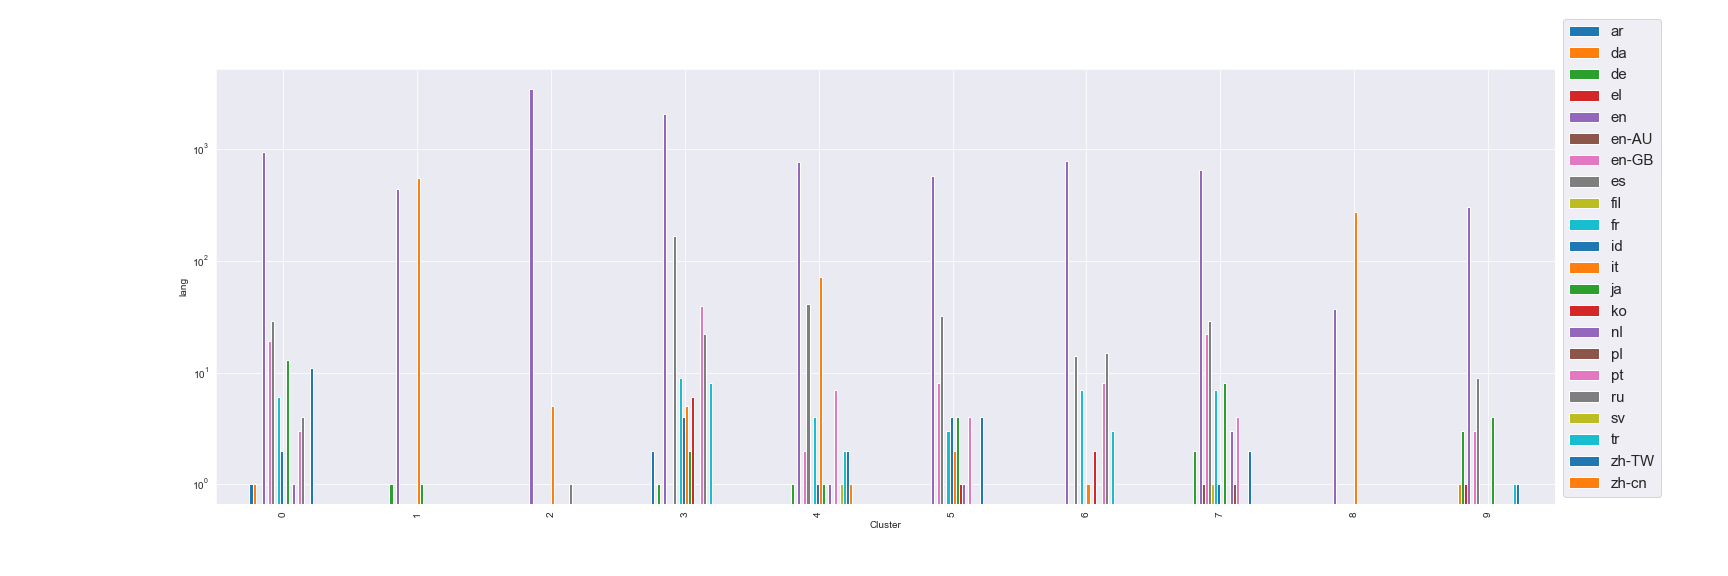 10³
10²
10¹
10⁰
lang
0
1
2
3
4
5
6
7
8
9
Cluster
ar
da
de
el
en
en-AU
en-GB
es
fil
fr
id
it
ja
ko
nl
pl
pt
ru
sv
tr
zh-TW
zh-cn